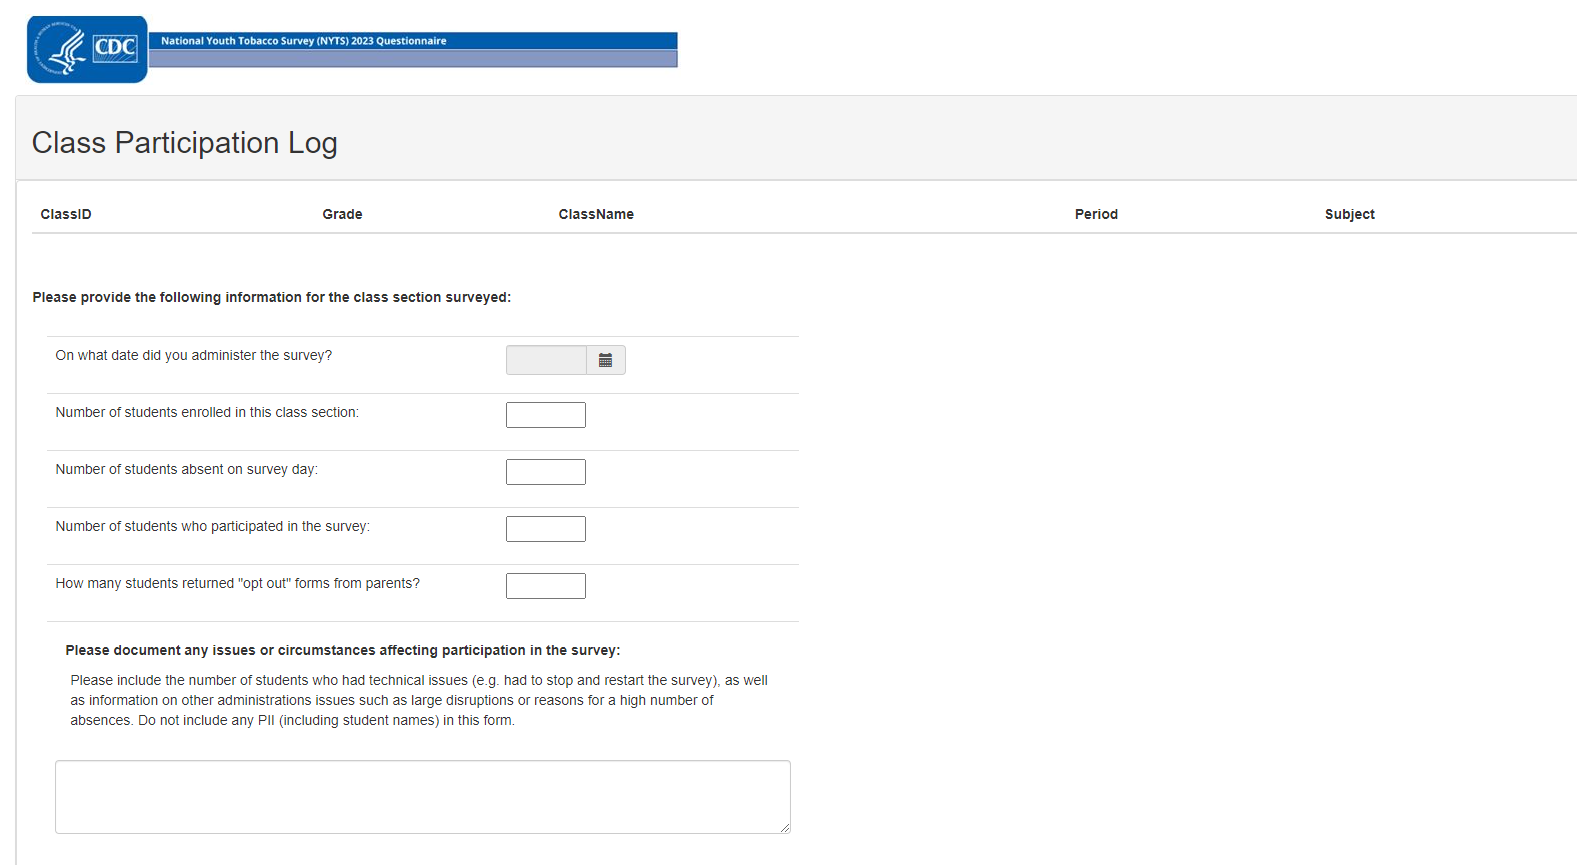 CDC
National Youth Tobacco Survey (NYTS) 2023 Questionnaire
Class Participation Log
ClassID Grade ClassName Period Subject
Please provide the following information for the class section surveyed:
On what date did you administer the survey?
Number of students enrolled in this class section:
Number of students absent on survey day:
Number of students who participated in the survey:
How many students returned "opt out" forms from parents?
Please document any issues or circumstances affecting participation in the survey:
Please include the number of students who had technical issues (e.g. had to stop and restart the survey), as well
as information on other administrations issues such as large disruptions or reasons for a high number of
absences. Do not include any PII (including student names) in this form.